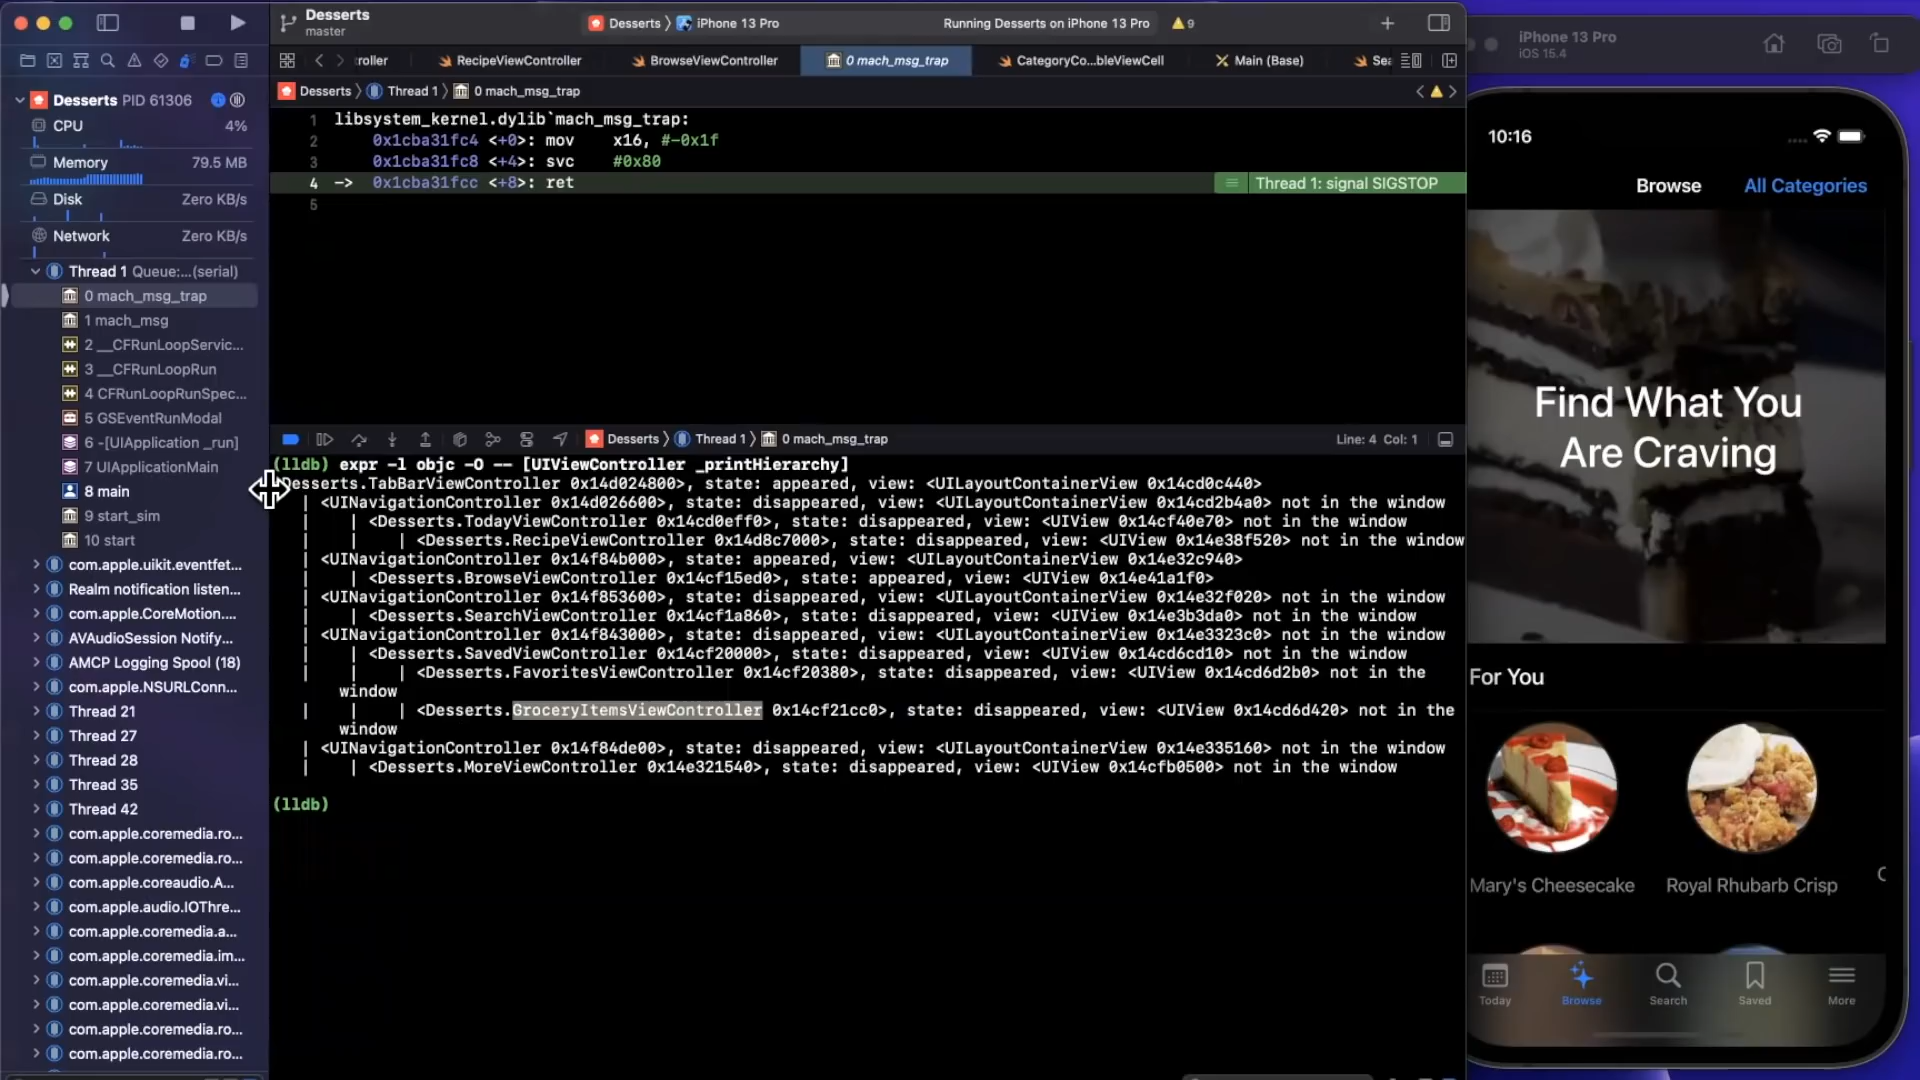 Desserts
master
Desserts
iPhone 13 Pro
Running Desserts on iPhone 13 Pro
9
roller
RecipeViewController
BrowseViewController
0 mach_msg_trap
CategoryCo...bleViewCell
Main (Base)
Sea
Desserts
Thread 1
0 mach_msg_trap
Desserts PID 61306
CPU 4%
Memory 79.5 MB
Disk Zero KB/s
Network Zero KB/s
Thread 1 Queue:...(serial)
0 mach_msg_trap
1 mach_msg
2 __CFRunLoopServic...
3 __CFRunLoopRun
4 CFRunLoopRunSpec...
5 GSEventRunModal
6 -[UIApplication _run]
7 UIApplicationMain
8 main
9 start_sim
10 start
com.apple.uikit.eventfet...
Realm notification listen...
com.apple.CoreMotion....
AVAudioSession Notify...
AMCP Logging Spool (18)
com.apple.NSURLConn...
Thread 21
Thread 27
Thread 28
Thread 35
Thread 42
com.apple.coremedia.ro...
com.apple.coremedia.ro...
com.apple.coreaudio.A...
com.apple.audio.IOThre...
com.apple.coremedia.a...
com.apple.coremedia.im...
com.apple.coremedia.vi...
com.apple.coremedia.vi...
com.apple.coremedia.ro...
com.apple.coremedia.ro...
1 libsystem_kernel.dylib`mach_msg_trap:
2 0x1cba31fc4 <+0>: mov x16, #-0x1f
3 0x1cba31fc8 <+4>: svc #0x80
4 -> 0x1cba31fcc <+8>: ret
Thread 1: signal SIGSTOP
5
Desserts
Thread 1
0 mach_msg_trap
Line: 4 Col: 1
(lldb) expr -l objc -O -- [UIViewController _printHierarchy]
Desserts.TabBarViewController 0x14d024800>, state: appeared, view: <UILayoutContainerView 0x14cd0c440>
| <UINavigationController 0x14d026600>, state: disappeared, view: <UILayoutContainerView 0x14cd2b4a0> not in the window
| | <Desserts.TodayViewController 0x14cd0eff0>, state: disappeared, view: <UIView 0x14cf40e70> not in the window
| | | <Desserts.RecipeViewController 0x14d8c7000>, state: disappeared, view: <UIView 0x14e38f520> not in the window
| <UINavigationController 0x14f84b000>, state: appeared, view: <UILayoutContainerView 0x14e32c940>
| | <Desserts.BrowseViewController 0x14cf15ed0>, state: appeared, view: <UIView 0x14e41a1f0>
| <UINavigationController 0x14f853600>, state: disappeared, view: <UILayoutContainerView 0x14e32f020> not in the window
| | <Desserts.SearchViewController 0x14cf1a860>, state: disappeared, view: <UIView 0x14e3b3da0> not in the window
| <UINavigationController 0x14f843000>, state: disappeared, view: <UILayoutContainerView 0x14e3323c0> not in the window
| | <Desserts.SavedViewController 0x14cf20000>, state: disappeared, view: <UIView 0x14cd6cd10> not in the window
| | | <Desserts.FavoritesViewController 0x14cf20380>, state: disappeared, view: <UIView 0x14cd6d2b0> not in the
window
| | | <Desserts.GroceryItemsViewController 0x14cf21cc0>, state: disappeared, view: <UIView 0x14cd6d420> not in the
window
| <UINavigationController 0x14f84de00>, state: disappeared, view: <UILayoutContainerView 0x14e335160> not in the window
| | <Desserts.MoreViewController 0x14e321540>, state: disappeared, view: <UIView 0x14cfb0500> not in the window
(lldb)
iPhone 13 Pro
iOS 15.4
10:16
Browse
All Categories
Find What You
Are Craving
For You
Mary's Cheesecake
Royal Rhubarb Crisp
Today
Browse
Search
Saved
More